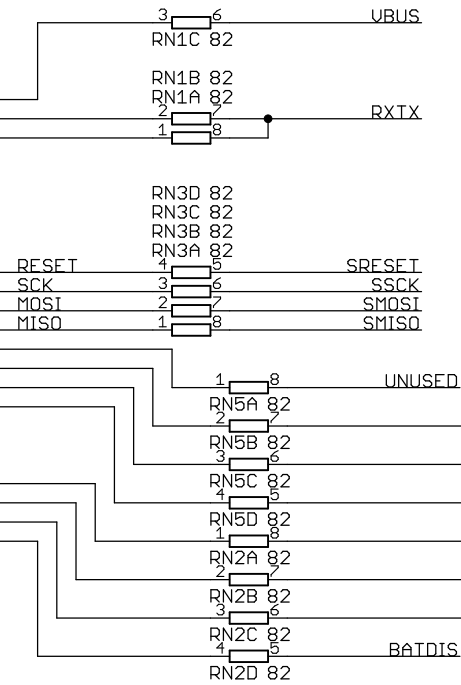 3 6 VBUS
RN1C 82
RN1B 82
RN1A 82
2 7 RXTX
1 8
RN3D 82
RN3C 82
RN3B 82
RN3A 82
RESET 4 5 SRESET
SCK 3 6 SSCK
MOSI 2 7 SMOSI
MISO 1 8 SMISO
1 8 UNUSED
RN5A 82
2 7
RN5B 82
3 6
RN5C 82
4 5
RN5D 82
1 8
RN2A 82
2 7
RN2B 82
3 6
RN2C 82
4 5 BATDIS
RN2D 82